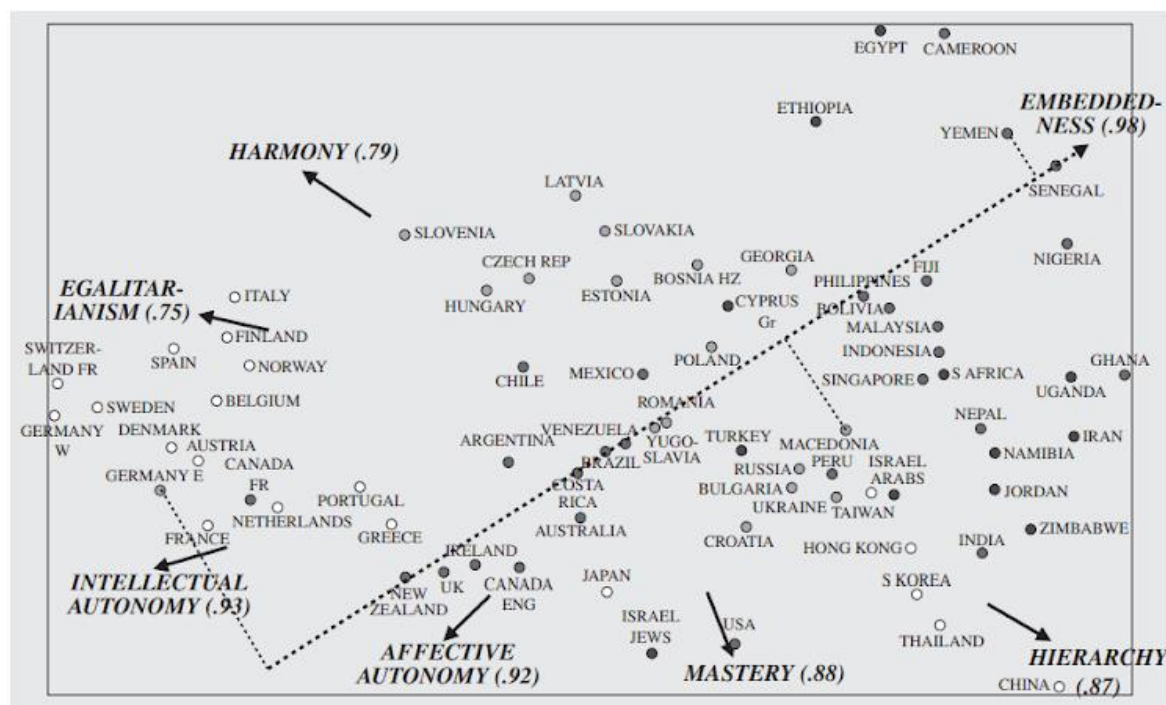 EGYPT
CAMEROON
ETHIOPIA
EMBEDDED-
NESS (.98)
YEMEN
HARMONY (.79)
LATVIA
SENEGAL
SLOVENIA
SLOVAKIA
NIGERIA
CZECH REP
BOSNIA HZ
GEORGIA
FIJI
HUNGARY
ESTONIA
PHILIPPINES
EGALITAR-
IANISM (.75)
ITALY
CYPRUS
Gr
BOLIVIA
MALAYSIA
FINLAND
SWITZER-
LAND FR
SPAIN
NORWAY
POLAND
INDONESIA
CHILE
MEXICO
SINGAPORE
S AFRICA
UGANDA
GHANA
SWEDEN
BELGIUM
ROMANIA
GERMANY
W
DENMARK
AUSTRIA
ARGENTINA
VENEZUELA
YUGO-
SLAVIA
TURKEY
MACEDONIA
NEPAL
IRAN
BRAZIL
RUSSIA
PERU
ISRAEL
ARABS
NAMIBIA
GERMANY E
CANADA
FR
COSTA
RICA
BULGARIA
UKRAINE
TAIWAN
JORDAN
PORTUGAL
NETHERLANDS
FRANCE
GREECE
AUSTRALIA
CROATIA
HONG KONG
INDIA
ZIMBABWE
INTELLECTUAL
AUTONOMY (.93)
NEW
ZEALAND
UK
IRELAND
CANADA
ENG
JAPAN
S KOREA
ISRAEL
JEWS
USA
THAILAND
AFFECTIVE
AUTONOMY (.92)
MASTERY (.88)
HIERARCHY
(.87)
CHINA